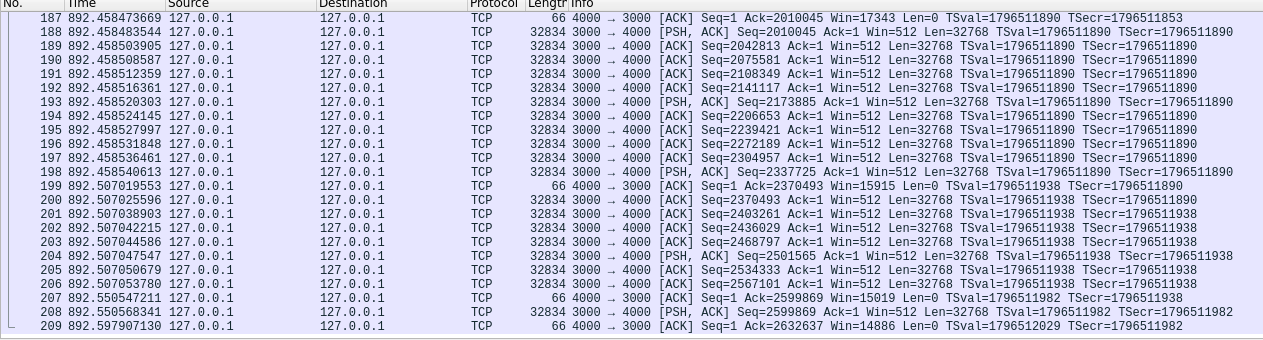 No. Time Source Destination Protocol Length Info
187 892.458473669 127.0.0.1 127.0.0.1 TCP 66 4000 → 3000 [ACK] Seq=1 Ack=2010045 Win=17343 Len=0 TSval=1796511890 TSecr=1796511853
188 892.458483544 127.0.0.1 127.0.0.1 TCP 32834 3000 → 4000 [PSH, ACK] Seq=2010045 Ack=1 Win=512 Len=32768 TSval=1796511890 TSecr=1796511890
189 892.458503905 127.0.0.1 127.0.0.1 TCP 32834 3000 → 4000 [ACK] Seq=2042813 Ack=1 Win=512 Len=32768 TSval=1796511890 TSecr=1796511890
190 892.458508587 127.0.0.1 127.0.0.1 TCP 32834 3000 → 4000 [ACK] Seq=2075581 Ack=1 Win=512 Len=32768 TSval=1796511890 TSecr=1796511890
191 892.458512359 127.0.0.1 127.0.0.1 TCP 32834 3000 → 4000 [ACK] Seq=2108349 Ack=1 Win=512 Len=32768 TSval=1796511890 TSecr=1796511890
192 892.458516361 127.0.0.1 127.0.0.1 TCP 32834 3000 → 4000 [ACK] Seq=2141117 Ack=1 Win=512 Len=32768 TSval=1796511890 TSecr=1796511890
193 892.458520303 127.0.0.1 127.0.0.1 TCP 32834 3000 → 4000 [PSH, ACK] Seq=2173885 Ack=1 Win=512 Len=32768 TSval=1796511890 TSecr=1796511890
194 892.458524145 127.0.0.1 127.0.0.1 TCP 32834 3000 → 4000 [ACK] Seq=2206653 Ack=1 Win=512 Len=32768 TSval=1796511890 TSecr=1796511890
195 892.458527997 127.0.0.1 127.0.0.1 TCP 32834 3000 → 4000 [ACK] Seq=2239421 Ack=1 Win=512 Len=32768 TSval=1796511890 TSecr=1796511890
196 892.458531848 127.0.0.1 127.0.0.1 TCP 32834 3000 → 4000 [ACK] Seq=2272189 Ack=1 Win=512 Len=32768 TSval=1796511890 TSecr=1796511890
197 892.458536461 127.0.0.1 127.0.0.1 TCP 32834 3000 → 4000 [ACK] Seq=2304957 Ack=1 Win=512 Len=32768 TSval=1796511890 TSecr=1796511890
198 892.458540613 127.0.0.1 127.0.0.1 TCP 32834 3000 → 4000 [PSH, ACK] Seq=2337725 Ack=1 Win=512 Len=32768 TSval=1796511890 TSecr=1796511890
199 892.507019553 127.0.0.1 127.0.0.1 TCP 66 4000 → 3000 [ACK] Seq=1 Ack=2370493 Win=15915 Len=0 TSval=1796511938 TSecr=1796511890
200 892.507025596 127.0.0.1 127.0.0.1 TCP 32834 3000 → 4000 [ACK] Seq=2370493 Ack=1 Win=512 Len=32768 TSval=1796511938 TSecr=1796511890
201 892.507038903 127.0.0.1 127.0.0.1 TCP 32834 3000 → 4000 [ACK] Seq=2403261 Ack=1 Win=512 Len=32768 TSval=1796511938 TSecr=1796511938
202 892.507042215 127.0.0.1 127.0.0.1 TCP 32834 3000 → 4000 [ACK] Seq=2436029 Ack=1 Win=512 Len=32768 TSval=1796511938 TSecr=1796511938
203 892.507044586 127.0.0.1 127.0.0.1 TCP 32834 3000 → 4000 [ACK] Seq=2468797 Ack=1 Win=512 Len=32768 TSval=1796511938 TSecr=1796511938
204 892.507047547 127.0.0.1 127.0.0.1 TCP 32834 3000 → 4000 [PSH, ACK] Seq=2501565 Ack=1 Win=512 Len=32768 TSval=1796511938 TSecr=1796511938
205 892.507050679 127.0.0.1 127.0.0.1 TCP 32834 3000 → 4000 [ACK] Seq=2534333 Ack=1 Win=512 Len=32768 TSval=1796511938 TSecr=1796511938
206 892.507053780 127.0.0.1 127.0.0.1 TCP 32834 3000 → 4000 [ACK] Seq=2567101 Ack=1 Win=512 Len=32768 TSval=1796511938 TSecr=1796511938
207 892.550547211 127.0.0.1 127.0.0.1 TCP 66 4000 → 3000 [ACK] Seq=1 Ack=2599869 Win=15019 Len=0 TSval=1796511982 TSecr=1796511938
208 892.550568341 127.0.0.1 127.0.0.1 TCP 32834 3000 → 4000 [PSH, ACK] Seq=2599869 Ack=1 Win=512 Len=32768 TSval=1796511982 TSecr=1796511982
209 892.597907130 127.0.0.1 127.0.0.1 TCP 66 4000 → 3000 [ACK] Seq=1 Ack=2632637 Win=14886 Len=0 TSval=1796512029 TSecr=1796511982